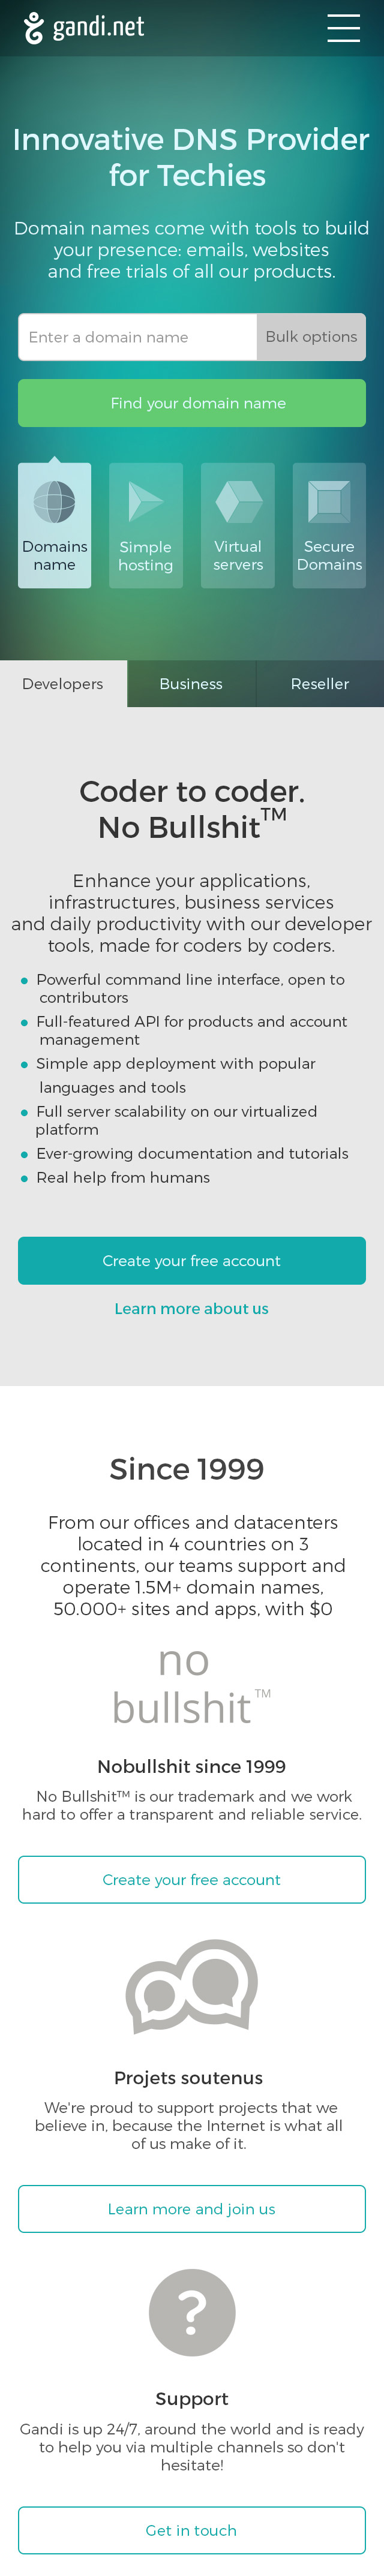 gandi.net
Innovative DNS Provider
for Techies
Domain names come with tools to build
your presence: emails, websites
and free trials of all our products.
Enter a domain name
Bulk options
Find your domain name
Domains
name
Simple
hosting
Virtual
servers
Secure
Domains
Developers
Business
Reseller
Coder to coder.
No Bullshit™
Enhance your applications,
infrastructures, business services
and daily productivity with our developer
tools, made for coders by coders.
• Powerful command line interface, open to
contributors
• Full-featured API for products and account
management
• Simple app deployment with popular
languages and tools
• Full server scalability on our virtualized
platform
• Ever-growing documentation and tutorials
• Real help from humans
Create your free account
Learn more about us
Since 1999
From our offices and datacenters
located in 4 countries on 3
continents, our teams support and
operate 1.5M+ domain names,
50.000+ sites and apps, with $0
no
bullshit™
Nobullshit since 1999
No Bullshit™ is our trademark and we work
hard to offer a transparent and reliable service.
Create your free account
Projets soutenus
We're proud to support projects that we
believe in, because the Internet is what all
of us make of it.
Learn more and join us
?
Support
Gandi is up 24/7, around the world and is ready
to help you via multiple channels so don't
hesitate!
Get in touch